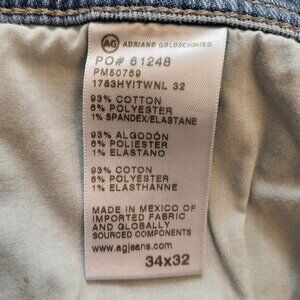 AG ADRIANO GOLDSCHMIED
PO# 61248
PM50769
1783HYITWNL 32
93% COTTON
6% POLYESTER
1% SPANDEX/ELASTANE
93% ALGODÓN
6% POLIESTER
1% ELASTANO
93% COTON
6% POLYESTER
1% ELASTHANNE
MADE IN MEXICO OF
IMPORTED FABRIC
AND GLOBALLY
SOURCED COMPONENTS
www.agjeans.com
34x32